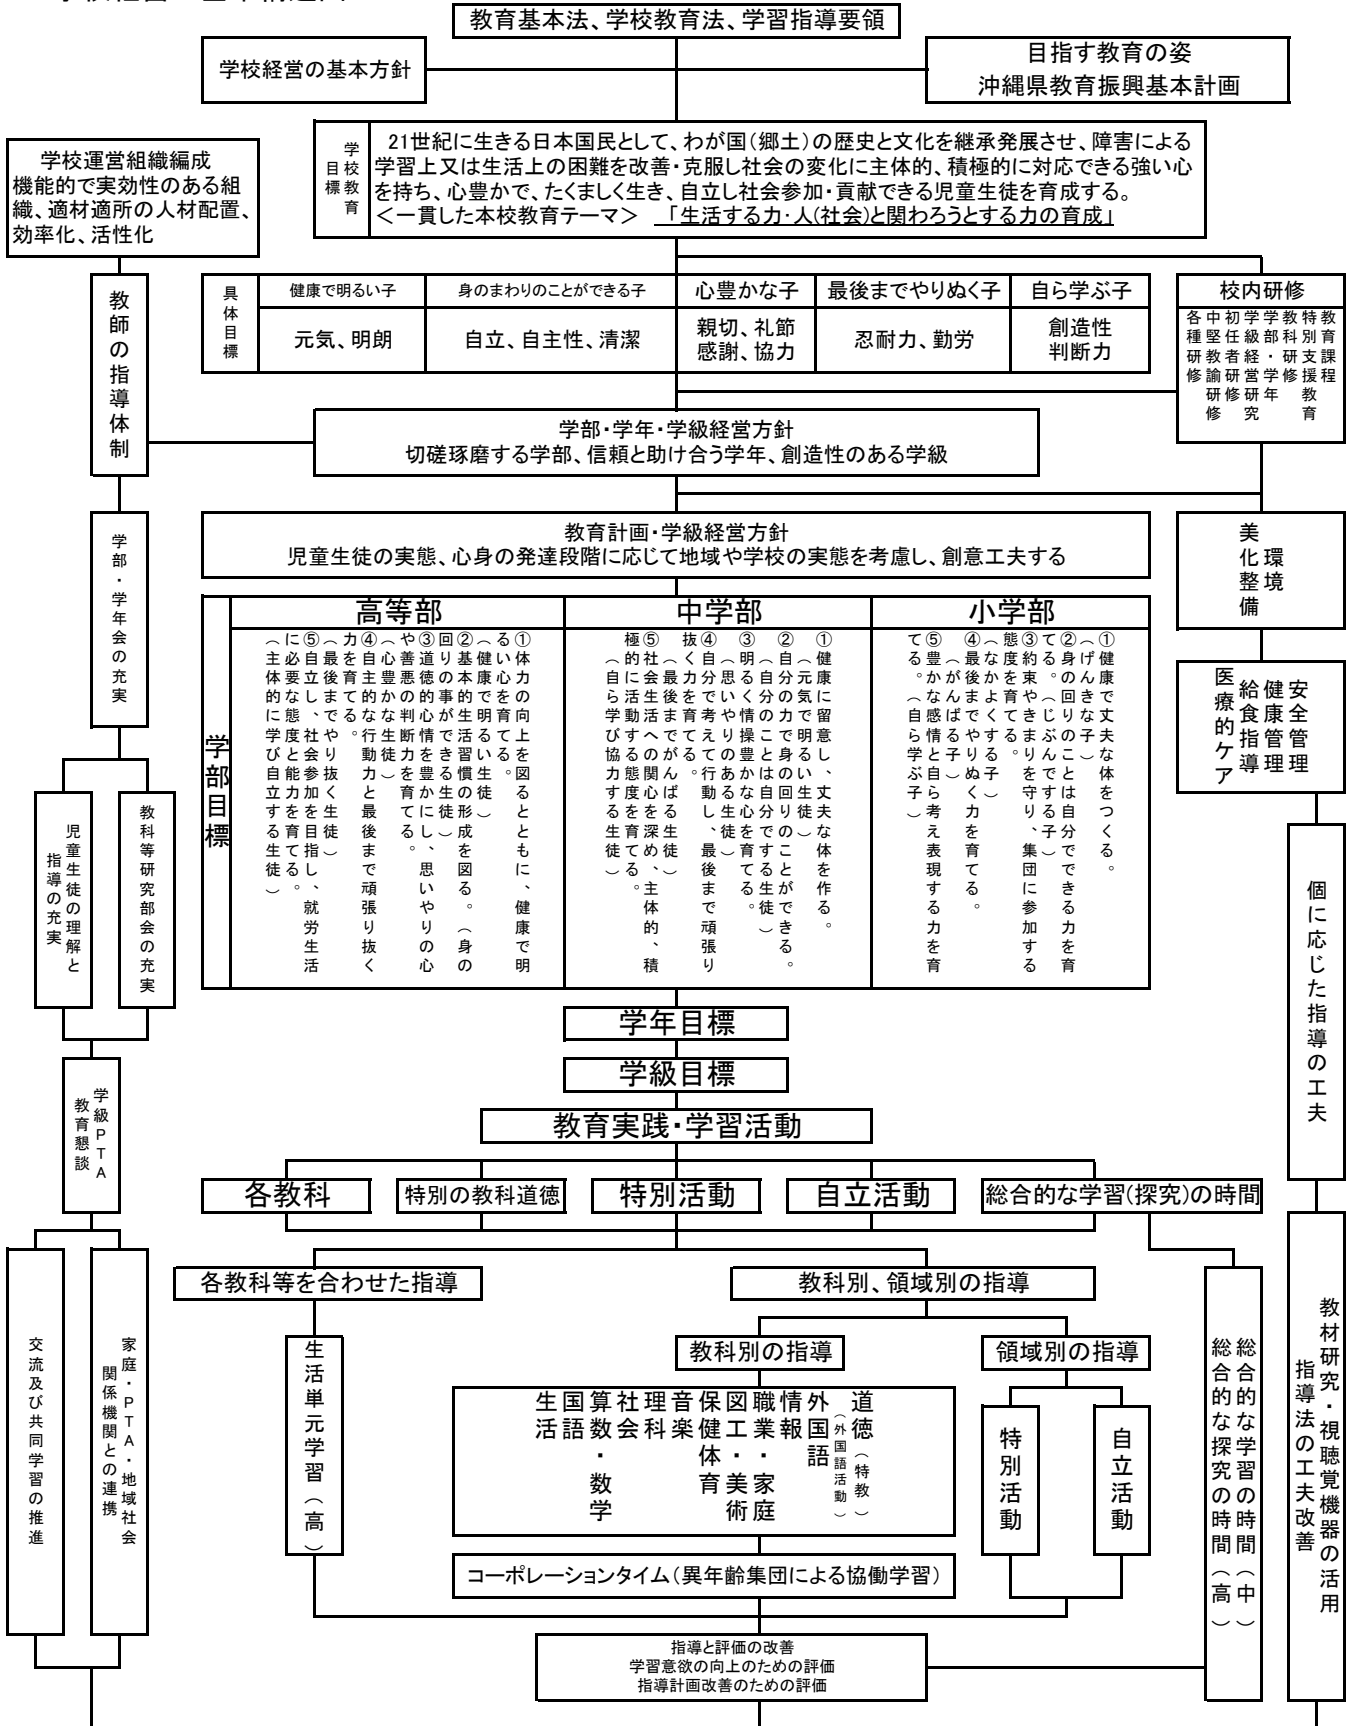 教育基本法、学校教育法、学習指導要領
学校経営の基本方針
目指す教育の姿
沖縄県教育振興基本計画
学校運営組織編成
機能的で実効性のある組
織、適材適所の人材配置、
効率化、活性化
学校教育
目標
21世紀に生きる日本国民として、わが国(郷土)の歴史と文化を継承発展させ、障害による
学習上又は生活上の困難を改善・克服し社会の変化に主体的、積極的に対応できる強い心
を持ち、心豊かで、たくましく生き、自立し社会参加・貢献できる児童生徒を育成する。
＜一貫した本校教育テーマ＞ 「生活する力・人(社会)と関わろうとする力の育成」
教師の指導体制
具体目標
健康で明るい子
身のまわりのことができる子
心豊かな子
最後までやりぬく子
自ら学ぶ子
元気、明朗
自立、自主性、清潔
親切、礼節
感謝、協力
忍耐力、勤労
創造性
判断力
校内研修
教育課程
特別支援教育
教科研修
学部・学年
学級経営研究
初任者研修
中堅教諭研修
各種研修
学部・学年・学級経営方針
切磋琢磨する学部、信頼と助け合う学年、創造性のある学級
学部・学年会の充実
教育計画・学級経営方針
児童生徒の実態、心身の発達段階に応じて地域や学校の実態を考慮し、創意工夫する
環境
美化整備
学部目標
高等部
①体力の向上を図るとともに、健康で明
るい心を育てる。
（健康で明るい生徒）
②基本的生活習慣の形成を図る。（身の
回りの事ができる生徒）
③道徳的心情を豊かにし、思いやりの心
や善悪の判断力を育てる。
（心豊かな生徒）
④自主的な行動力と最後まで頑張り抜く
力を育てる。
（最後までやり抜く生徒）
⑤自立し、社会参加を目指し、就労生活
に必要な態度と能力を育てる。
（主体的に学び自立する生徒）
中学部
①健康に留意し、丈夫な体を作る。
（元気で明るい生徒）
②自分の力で身の回りのことができる。
（自分のことは自分でする生徒）
③明るく情操豊かな心を育てる。
（思いやりのある生徒）
④自分で考えて行動し、最後まで頑張り
抜く力を育てる。
（最後までがんばる生徒）
⑤社会生活への関心を深め、主体的、積
極的に活動する態度を育てる。
（自ら学び協力する生徒）
小学部
①健康で丈夫な体をつくる。
（げんきな子）
②身の回りのことは自分でできる力を育
てる。（じぶんでする子）
③約束やきまりを守り、集団に参加する
態度を育てる。
（なかよくする子）
④最後までやりぬく力を育てる。
（がんばる子）
⑤豊かな感情と自ら考え表現する力を育
てる。（自ら学ぶ子）
安全管理
健康管理
給食指導
医療的ケア
児童生徒の理解と
指導の充実
教科等研究部会の充実
個に応じた指導の工夫
学年目標
学級目標
学級PTA
教育懇談
教育実践・学習活動
各教科
特別の教科道徳
特別活動
自立活動
総合的な学習(探究)の時間
各教科等を合わせた指導
教科別、領域別の指導
交流及び共同学習の推進
家庭・PTA・地域社会
関係機関との連携
生活単元学習（高）
教科別の指導
領域別の指導
生活
国語
算数・数学
社会
理科
音楽
保健体育
図工・美術
職業・家庭
情報
外国語
（外国語活動）
道徳（特教）
特別活動
自立活動
総合的な学習の時間（中）
総合的な探究の時間（高）
教材研究・視聴覚機器の活用
指導法の工夫改善
コーポレーションタイム(異年齢集団による協働学習)
指導と評価の改善
学習意欲の向上のための評価
指導計画改善のための評価